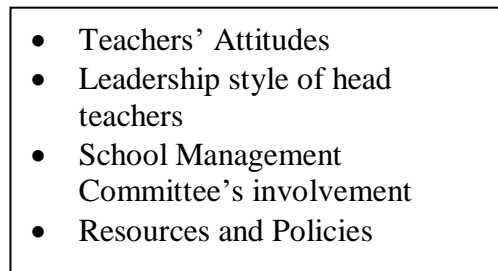 • Teachers’ Attitudes
• Leadership style of head
teachers
• School Management
Committee’s involvement
• Resources and Policies